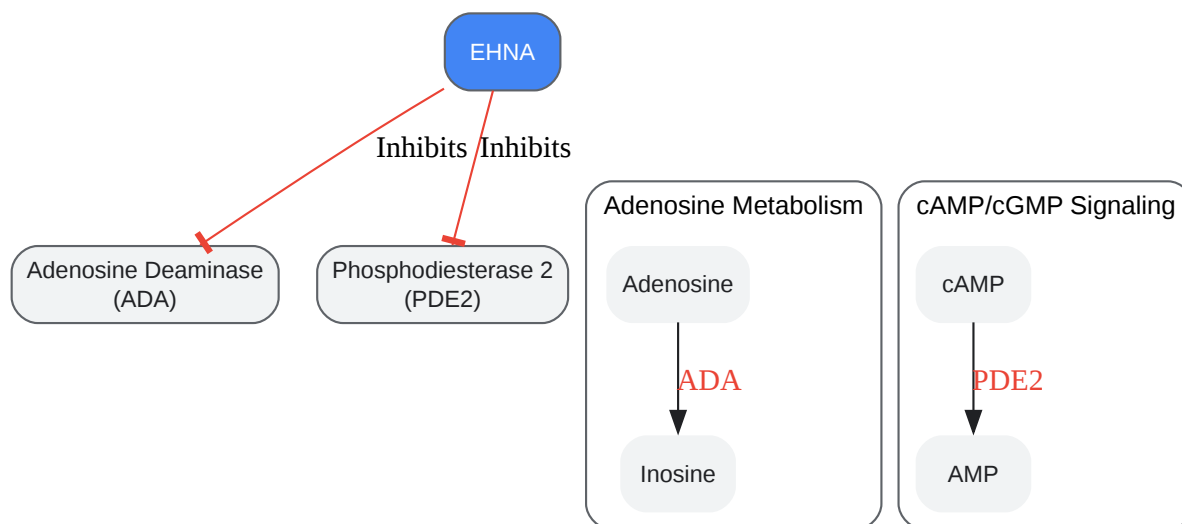 EHNA
Inhibits
Inhibits
Adenosine Deaminase
(ADA)
Phosphodiesterase 2
(PDE2)
Adenosine Metabolism
Adenosine
ADA
Inosine
cAMP/cGMP Signaling
cAMP
PDE2
AMP